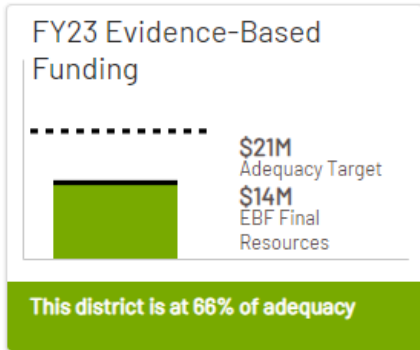 FY23 Evidence-Based
Funding
$21M
Adequacy Target
$14M
EBF Final
Resources
This district is at 66% of adequacy